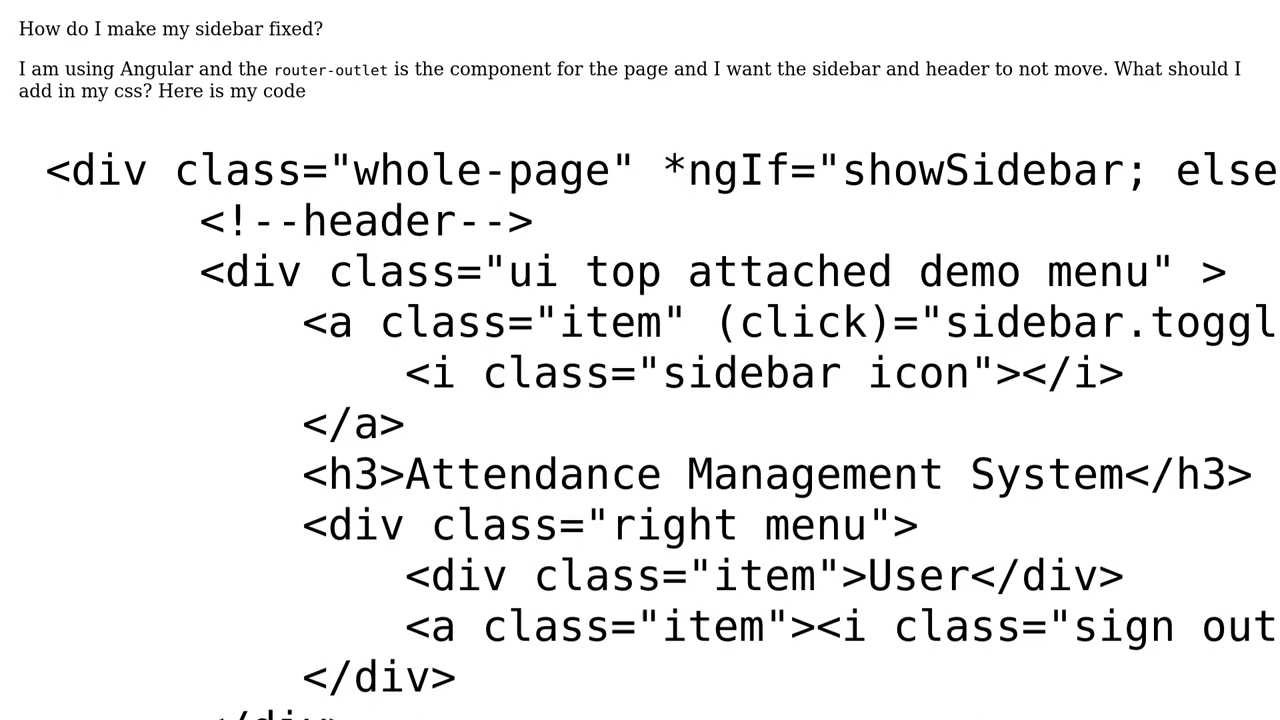 How do I make my sidebar fixed?
I am using Angular and the router-outlet is the component for the page and I want the sidebar and header to not move. What should I
add in my css? Here is my code
<div class="whole-page" *ngIf="showSidebar; else
<!--header-->
<div class="ui top attached demo menu" >
<a class="item" (click)="sidebar.toggl
<i class="sidebar icon"></i>
</a>
<h3>Attendance Management System</h3>
<div class="right menu">
<div class="item">User</div>
<a class="item"><i class="sign out
</div>
</div>